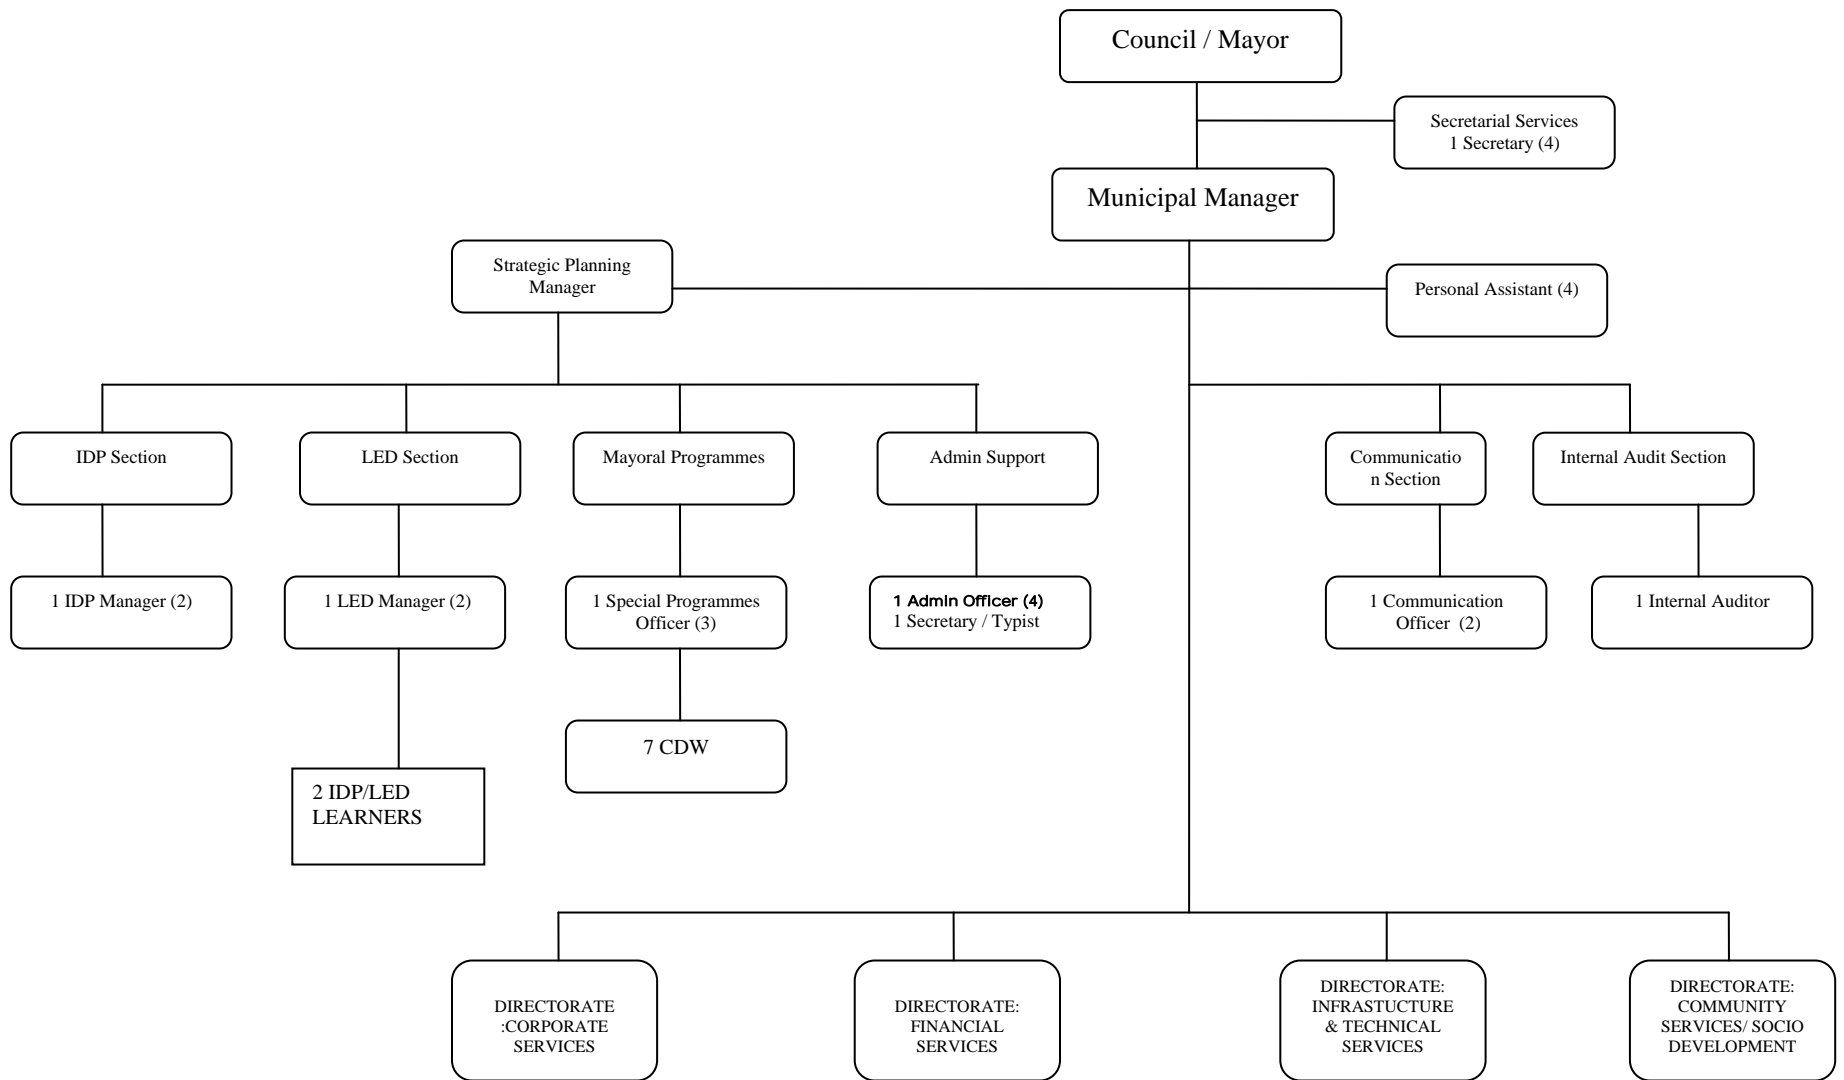 Council / Mayor
Secretarial Services
1 Secretary (4)
Municipal Manager
Strategic Planning
Manager
Personal Assistant (4)
IDP Section
LED Section
Mayoral Programmes
Admin Support
Communicatio
n Section
Internal Audit Section
1 IDP Manager (2)
1 LED Manager (2)
1 Special Programmes
Officer (3)
1 Admin Officer (4)
1 Secretary / Typist
1 Communication
Officer (2)
1 Internal Auditor
7 CDW
2 IDP/LED
LEARNERS
DIRECTORATE
:CORPORATE
SERVICES
DIRECTORATE:
FINANCIAL
SERVICES
DIRECTORATE:
INFRASTUCTURE
& TECHNICAL
SERVICES
DIRECTORATE:
COMMUNITY
SERVICES/ SOCIO
DEVELOPMENT